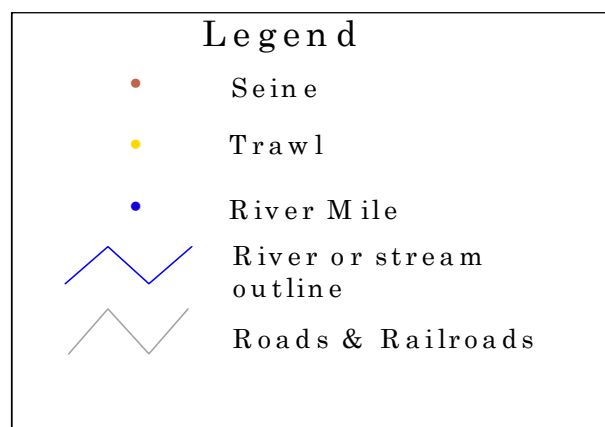 Legend
Seine
Trawl
River Mile
River or stream
outline
Roads & Railroads